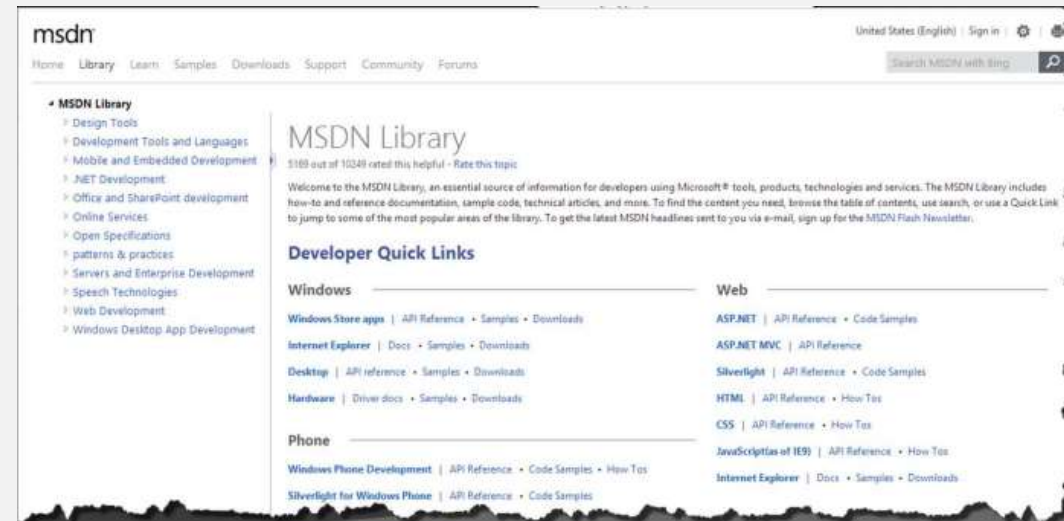 msdn
United States (English) | Sign in
Home Library Learn Samples Downloads Support Community Forums
Search MSDN with Bing
MSDN Library
Design Tools
Development Tools and Languages
Mobile and Embedded Development
.NET Development
Office and SharePoint development
Online Services
Open Specifications
patterns & practices
Servers and Enterprise Development
Speech Technologies
Web Development
Windows Desktop App Development
MSDN Library
5169 out of 10249 rated this helpful - Rate this topic
Welcome to the MSDN Library, an essential source of information for developers using Microsoft® tools, products, technologies and services. The MSDN Library includes
how-to and reference documentation, sample code, technical articles, and more. To find the content you need, browse the table of contents, use search, or use a Quick Link
to jump to some of the most popular areas of the library. To get the latest MSDN headlines sent to you via e-mail, sign up for the MSDN Flash Newsletter.
Developer Quick Links
Windows
Windows Store apps | API Reference • Samples • Downloads
Internet Explorer | Docs • Samples • Downloads
Desktop | API reference • Samples • Downloads
Hardware | Driver docs • Samples • Downloads
Phone
Windows Phone Development | API Reference • Code Samples • How Tos
Silverlight for Windows Phone | API Reference • Code Samples
Web
ASP.NET | API Reference • Code Samples
ASP.NET MVC | API Reference
Silverlight | API Reference • Code Samples
HTML | API Reference • How Tos
CSS | API Reference • How Tos
JavaScript(as of IE9) | API Reference • How Tos
Internet Explorer | Docs • Samples • Downloads